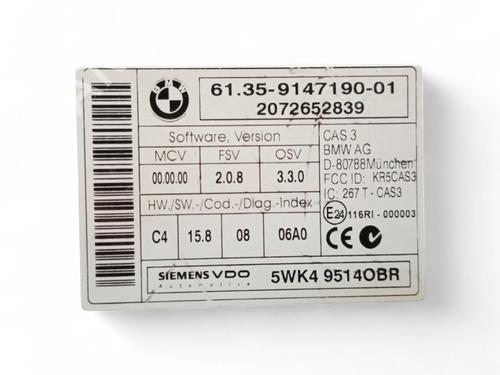 BMW
61.35-9147190-01
2072652839
Software, Version
MCV FSV OSV
00.00.00 2.0.8 3.3.0
HW./SW.-/Cod.-/Diag.-Index
C4 15.8 08 06A0
CAS 3
BMW AG
D-80788München
FCC ID: KR5CAS3
IC: 267 T - CAS3
E24 116RI - 000003
CE
SIEMENS VDO
Automotive
5WK4 9514OBR